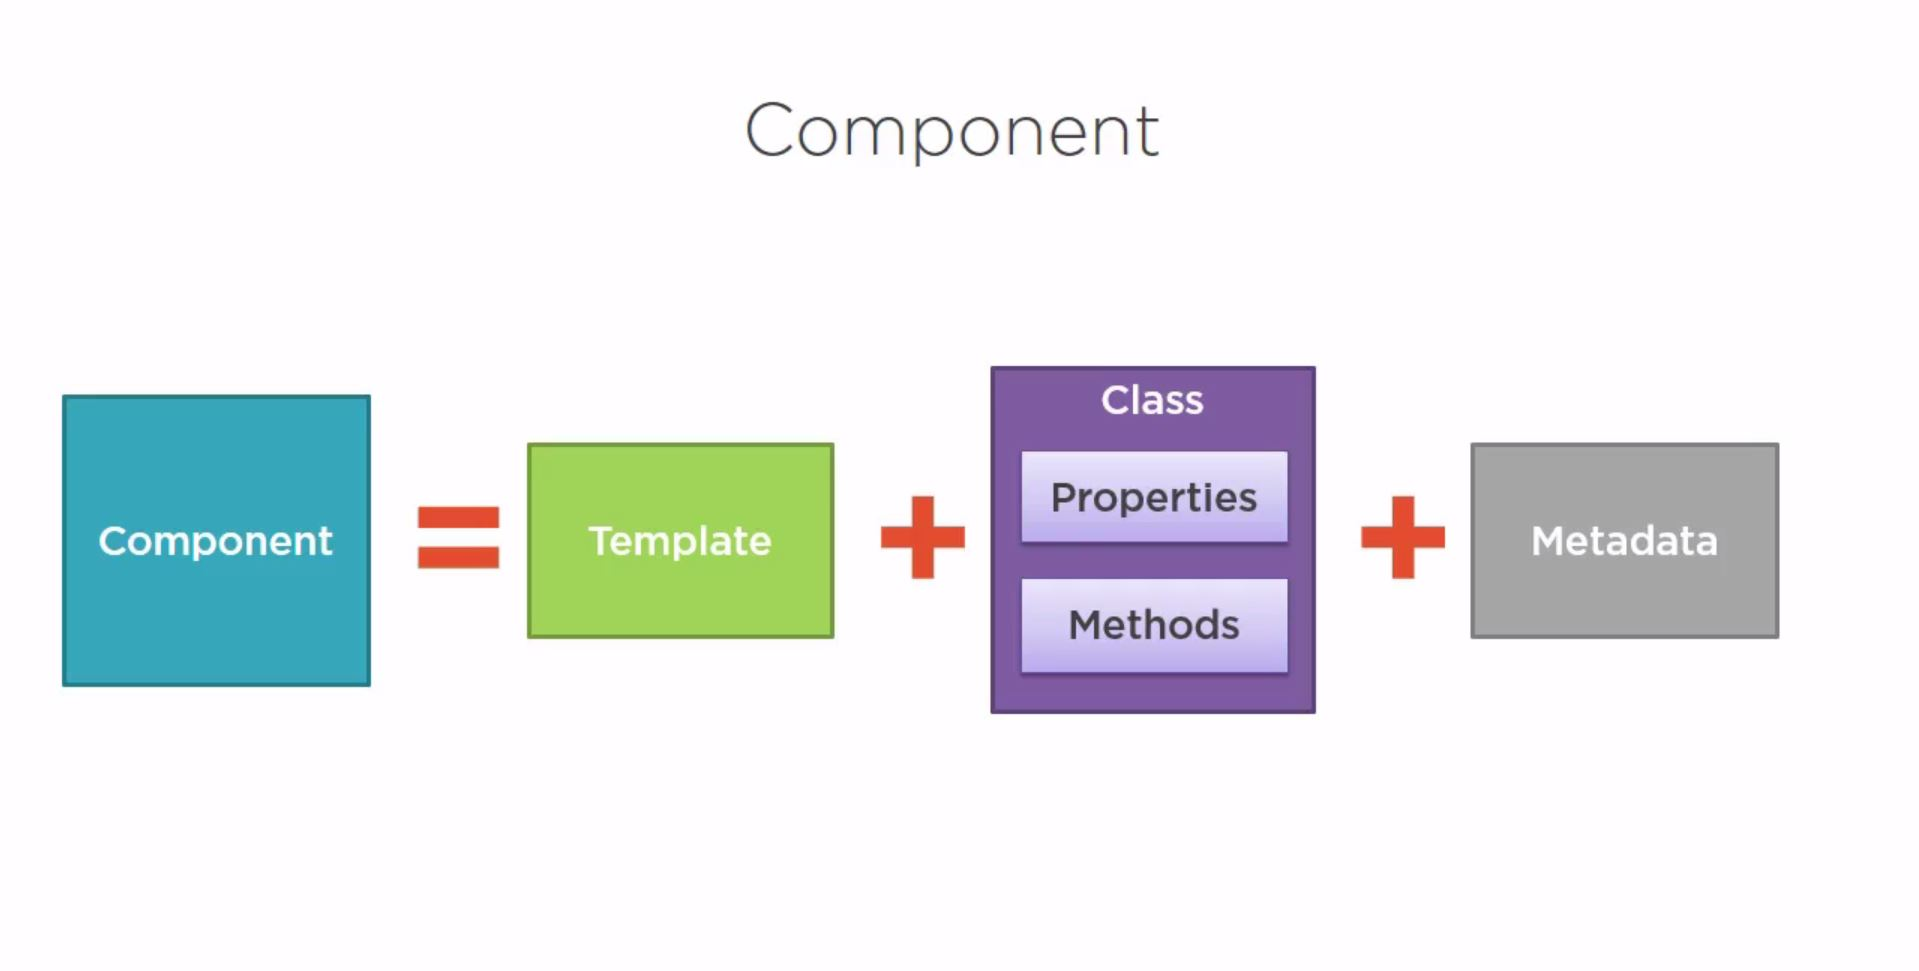 Component
Component
Template
Class
Properties
Methods
Metadata